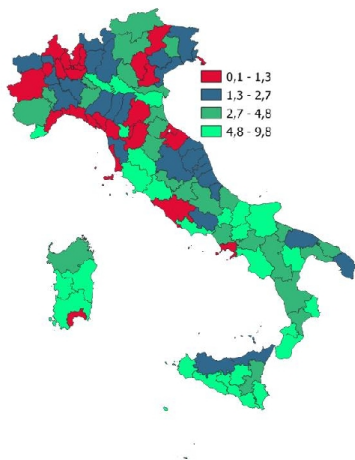 0,1 - 1,3
1,3 - 2,7
2,7 - 4,8
4,8 - 9,8